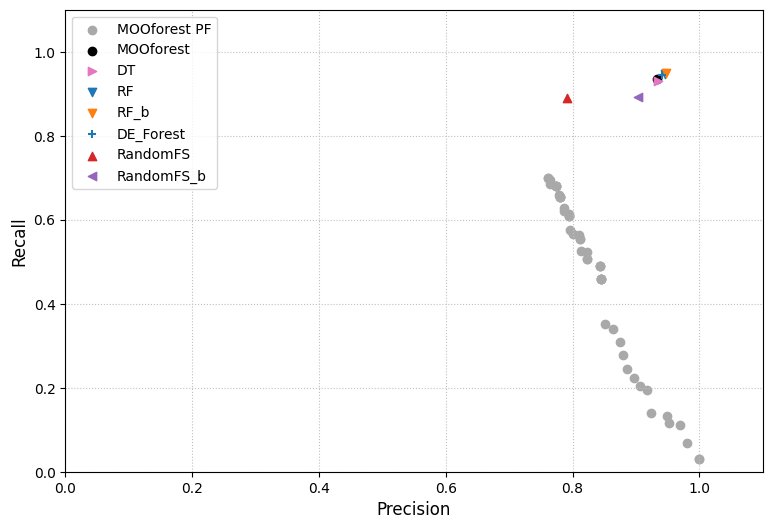 MOOforest PF
MOOforest
DT
RF
RF_b
DE_Forest
RandomFS
RandomFS_b
1.0
0.8
0.6
0.4
0.2
0.0
Recall
0.0 0.2 0.4 0.6 0.8 1.0
Precision